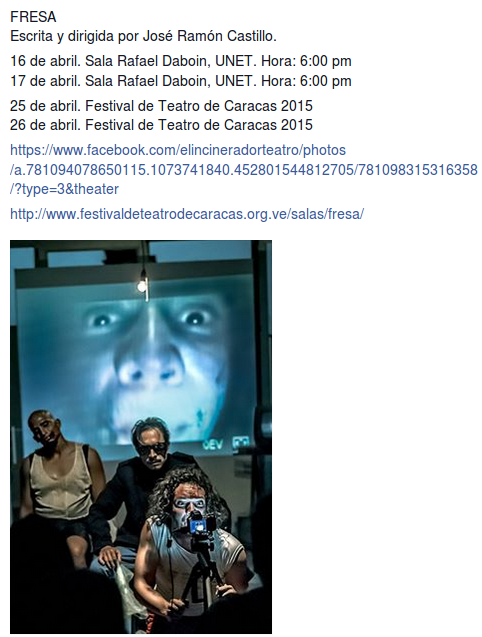 FRESA
Escrita y dirigida por José Ramón Castillo.
16 de abril. Sala Rafael Daboin, UNET. Hora: 6:00 pm
17 de abril. Sala Rafael Daboin, UNET. Hora: 6:00 pm
25 de abril. Festival de Teatro de Caracas 2015
26 de abril. Festival de Teatro de Caracas 2015
https://www.facebook.com/elincineradorteatro/photos
/a.781094078650115.1073741840.452801544812705/781098315316358
/?type=3&theater
http://www.festivaldeteatrodecaracas.org.ve/salas/fresa/